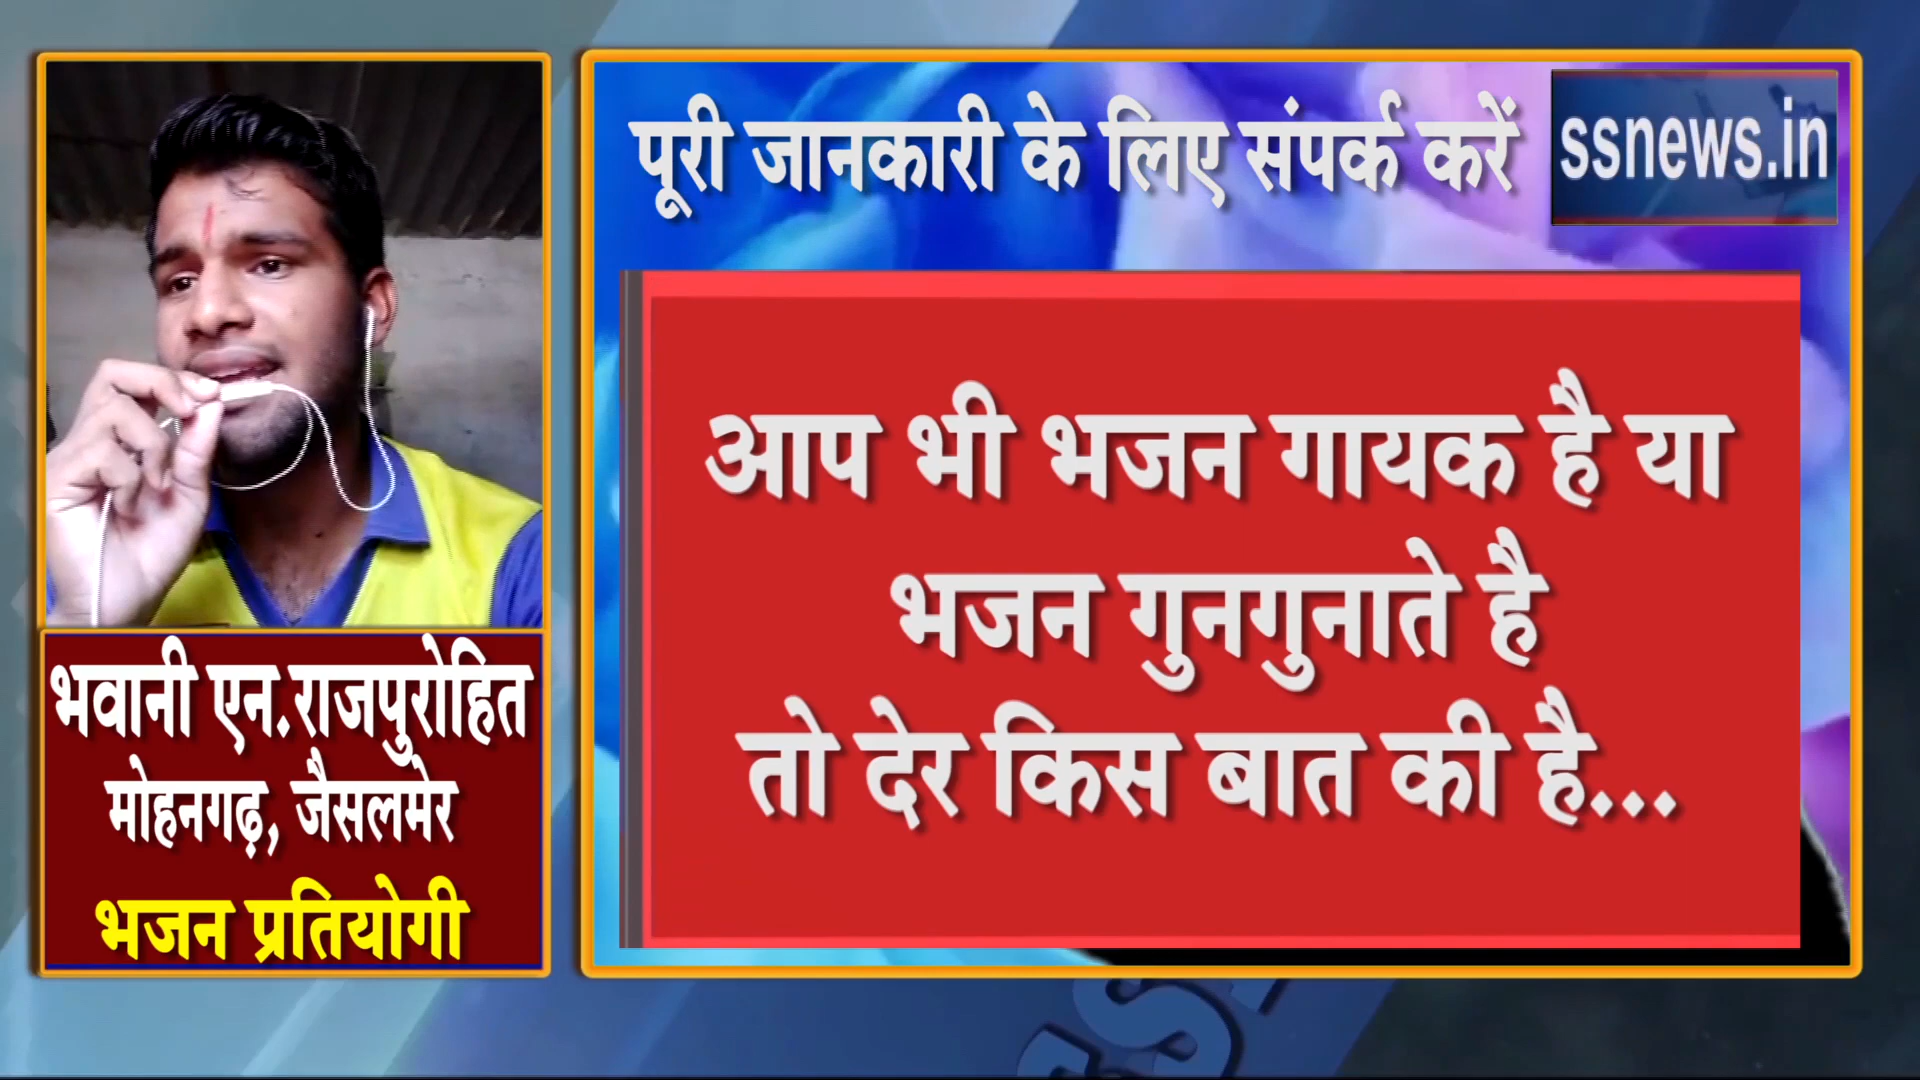 पूरी जानकारी के लिए संपर्क करें
ssnews.in
आप भी भजन गायक है या
भजन गुनगुनाते है
तो देर किस बात की है...
भवानी एन.राजपुरोहित
मोहनगढ़, जैसलमेर
भजन प्रतियोगी